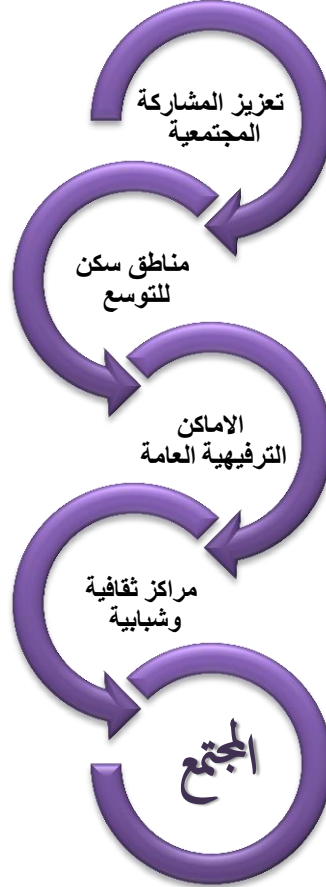 تعزيز المشاركة
المجتمعية
مناطق سكن
للتوسع
الاماكن
الترفيهية العامة
مراكز ثقافية
وشبابية
المجتمع